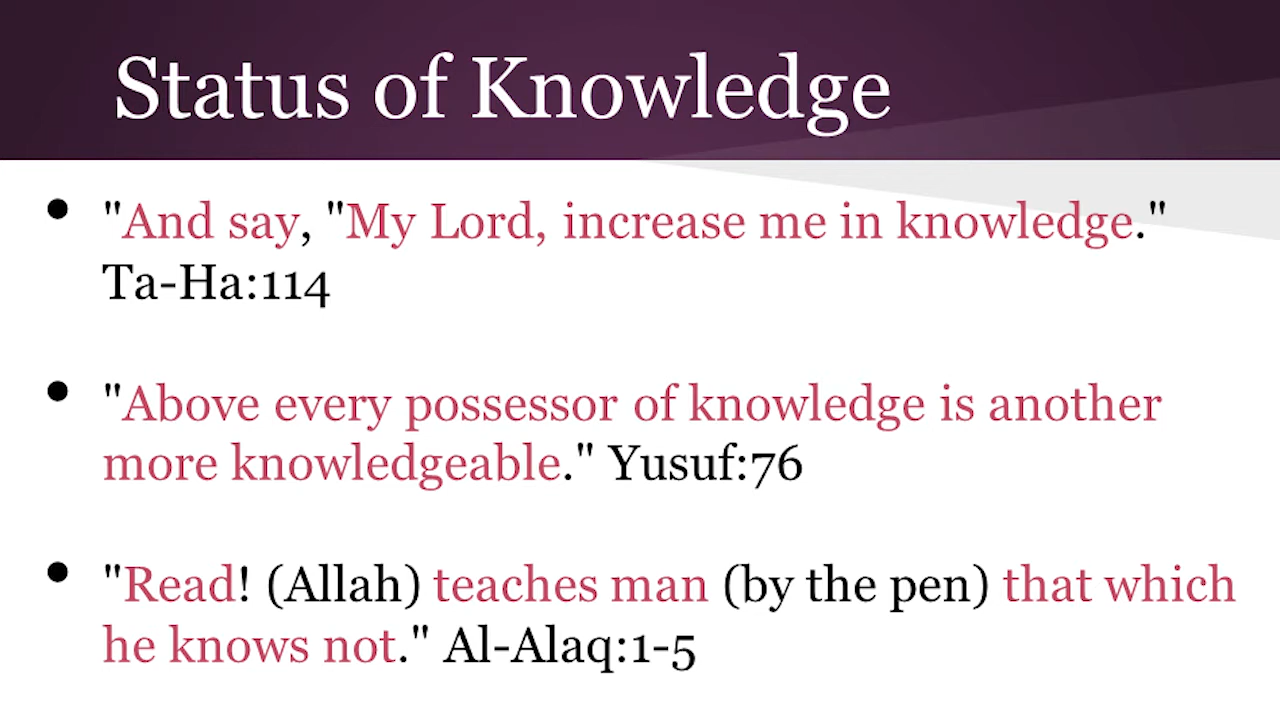 Status of Knowledge
• "And say, "My Lord, increase me in knowledge."
Ta-Ha:114
• "Above every possessor of knowledge is another
more knowledgeable." Yusuf:76
• "Read! (Allah) teaches man (by the pen) that which
he knows not." Al-Alaq:1-5